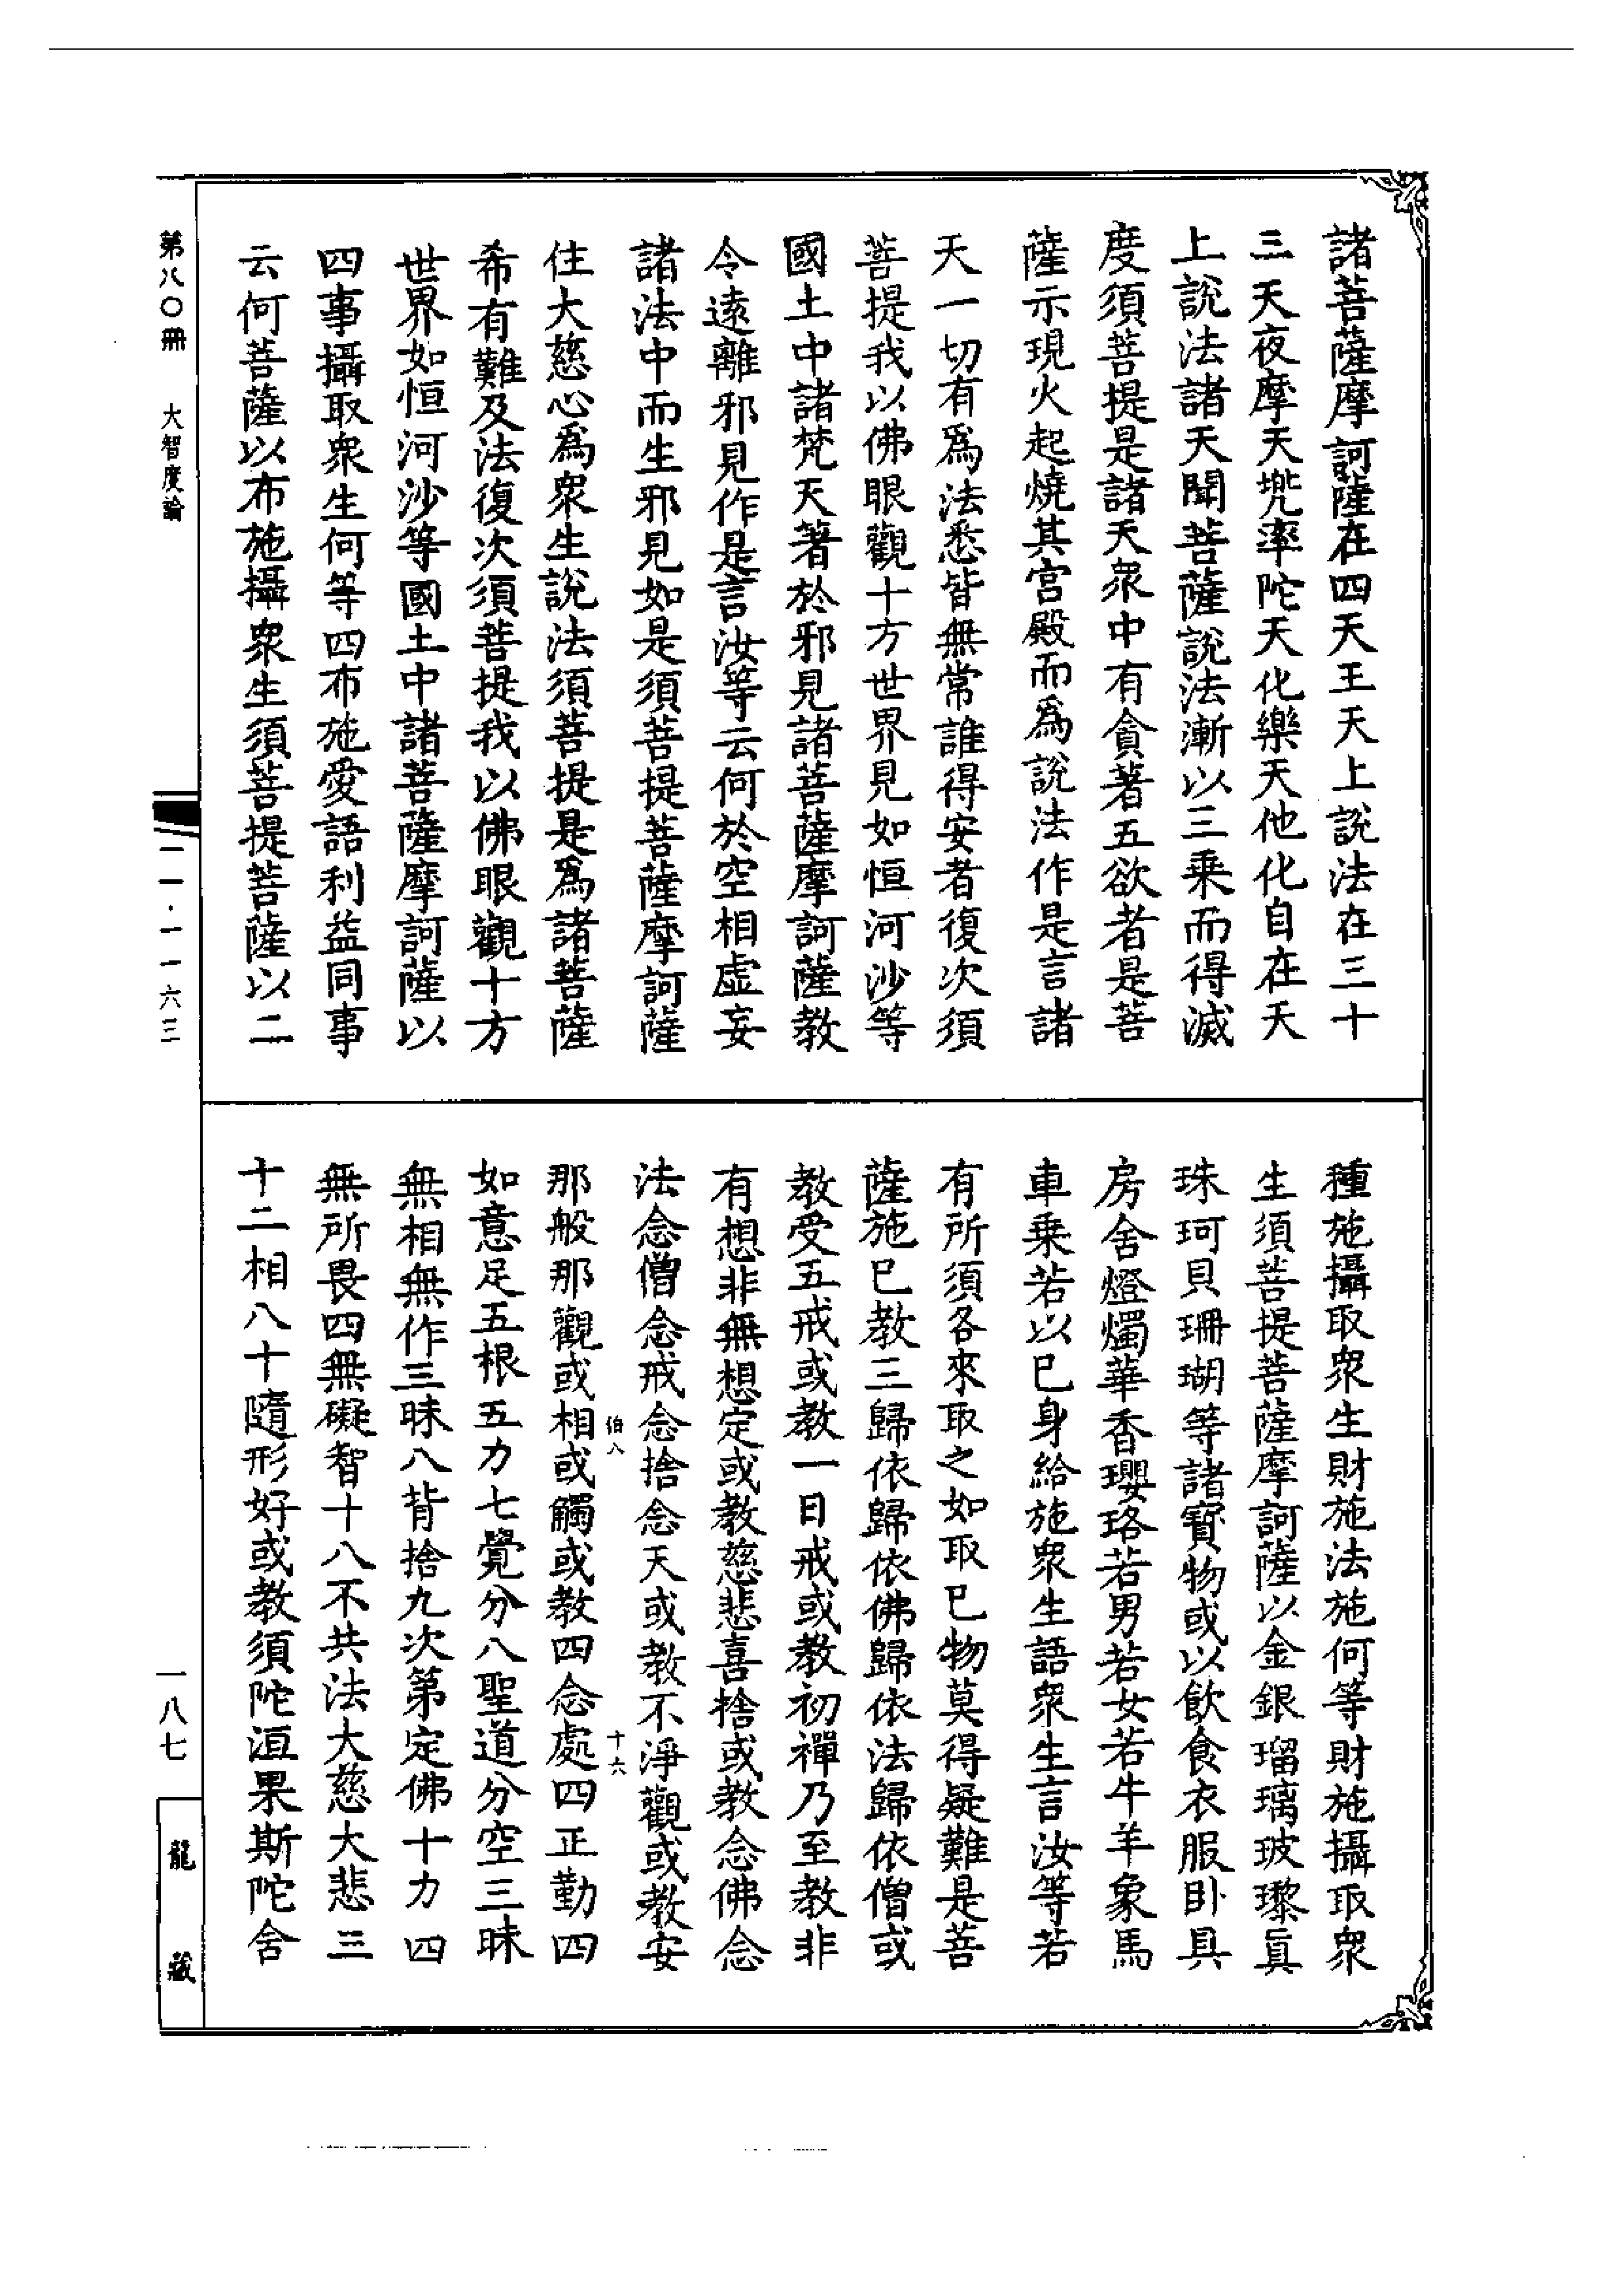 諸菩薩摩訶薩在四天王天上說法在三十
三天夜摩天兜率陀天化樂天他化自在天
上說法諸天聞菩薩說法漸以三乗而得滅
度須菩提是諸天衆中有貪著五欲者是菩
薩示現火起燒其宮殿而爲說法作是言諸
天一切有爲法悉皆無常誰得安者復次須
菩提我以佛眼觀十方世界見如恒河沙等
國土中諸梵天著於邪見諸菩薩摩訶薩教
令遠離邪見作是言汝等云何於空相虛妄
諸法中而生邪見如是須菩提菩薩摩訶薩
住大慈心爲衆生說法須菩提是爲諸菩薩
希有難及法復次須菩提我以佛眼觀十方
世界如恒河沙等國土中諸菩薩摩訶薩以
四事攝取衆生何等四布施愛語利益同事
云何菩薩以布施攝衆生須菩提菩薩以二
種施攝取衆生財施法施何等財施攝取衆
生須菩提菩薩摩訶薩以金銀瑠璃玻瓈眞
珠珂貝珊瑚等諸寶物或以飲食衣服卧具
房舍燈燭華香瓔珞若男若女若牛羊象馬
車乗若以已身給施衆生語衆生言汝等若
有所須各來取之如取已物莫得疑難是菩
薩施已教三歸依歸依佛歸依法歸依僧或
教受五戒或教一日戒或教初禪乃至教非
有想非無想定或教慈悲喜捨或教念佛念
法念僧念戒念捨念天或教不淨觀或教安
那般那觀或相或觸或教四念處四正勤四
如意足五根五力七覺分八聖道分空三昧
無相無作三昧八背捨九次第定佛十力四
無所畏四無礙智十八不共法大慈大悲三
十二相八十隨形好或教須陀洹果斯陀含
伯八
十六
第八〇冊 大智度論
一一·一一六三
一八七
龍藏